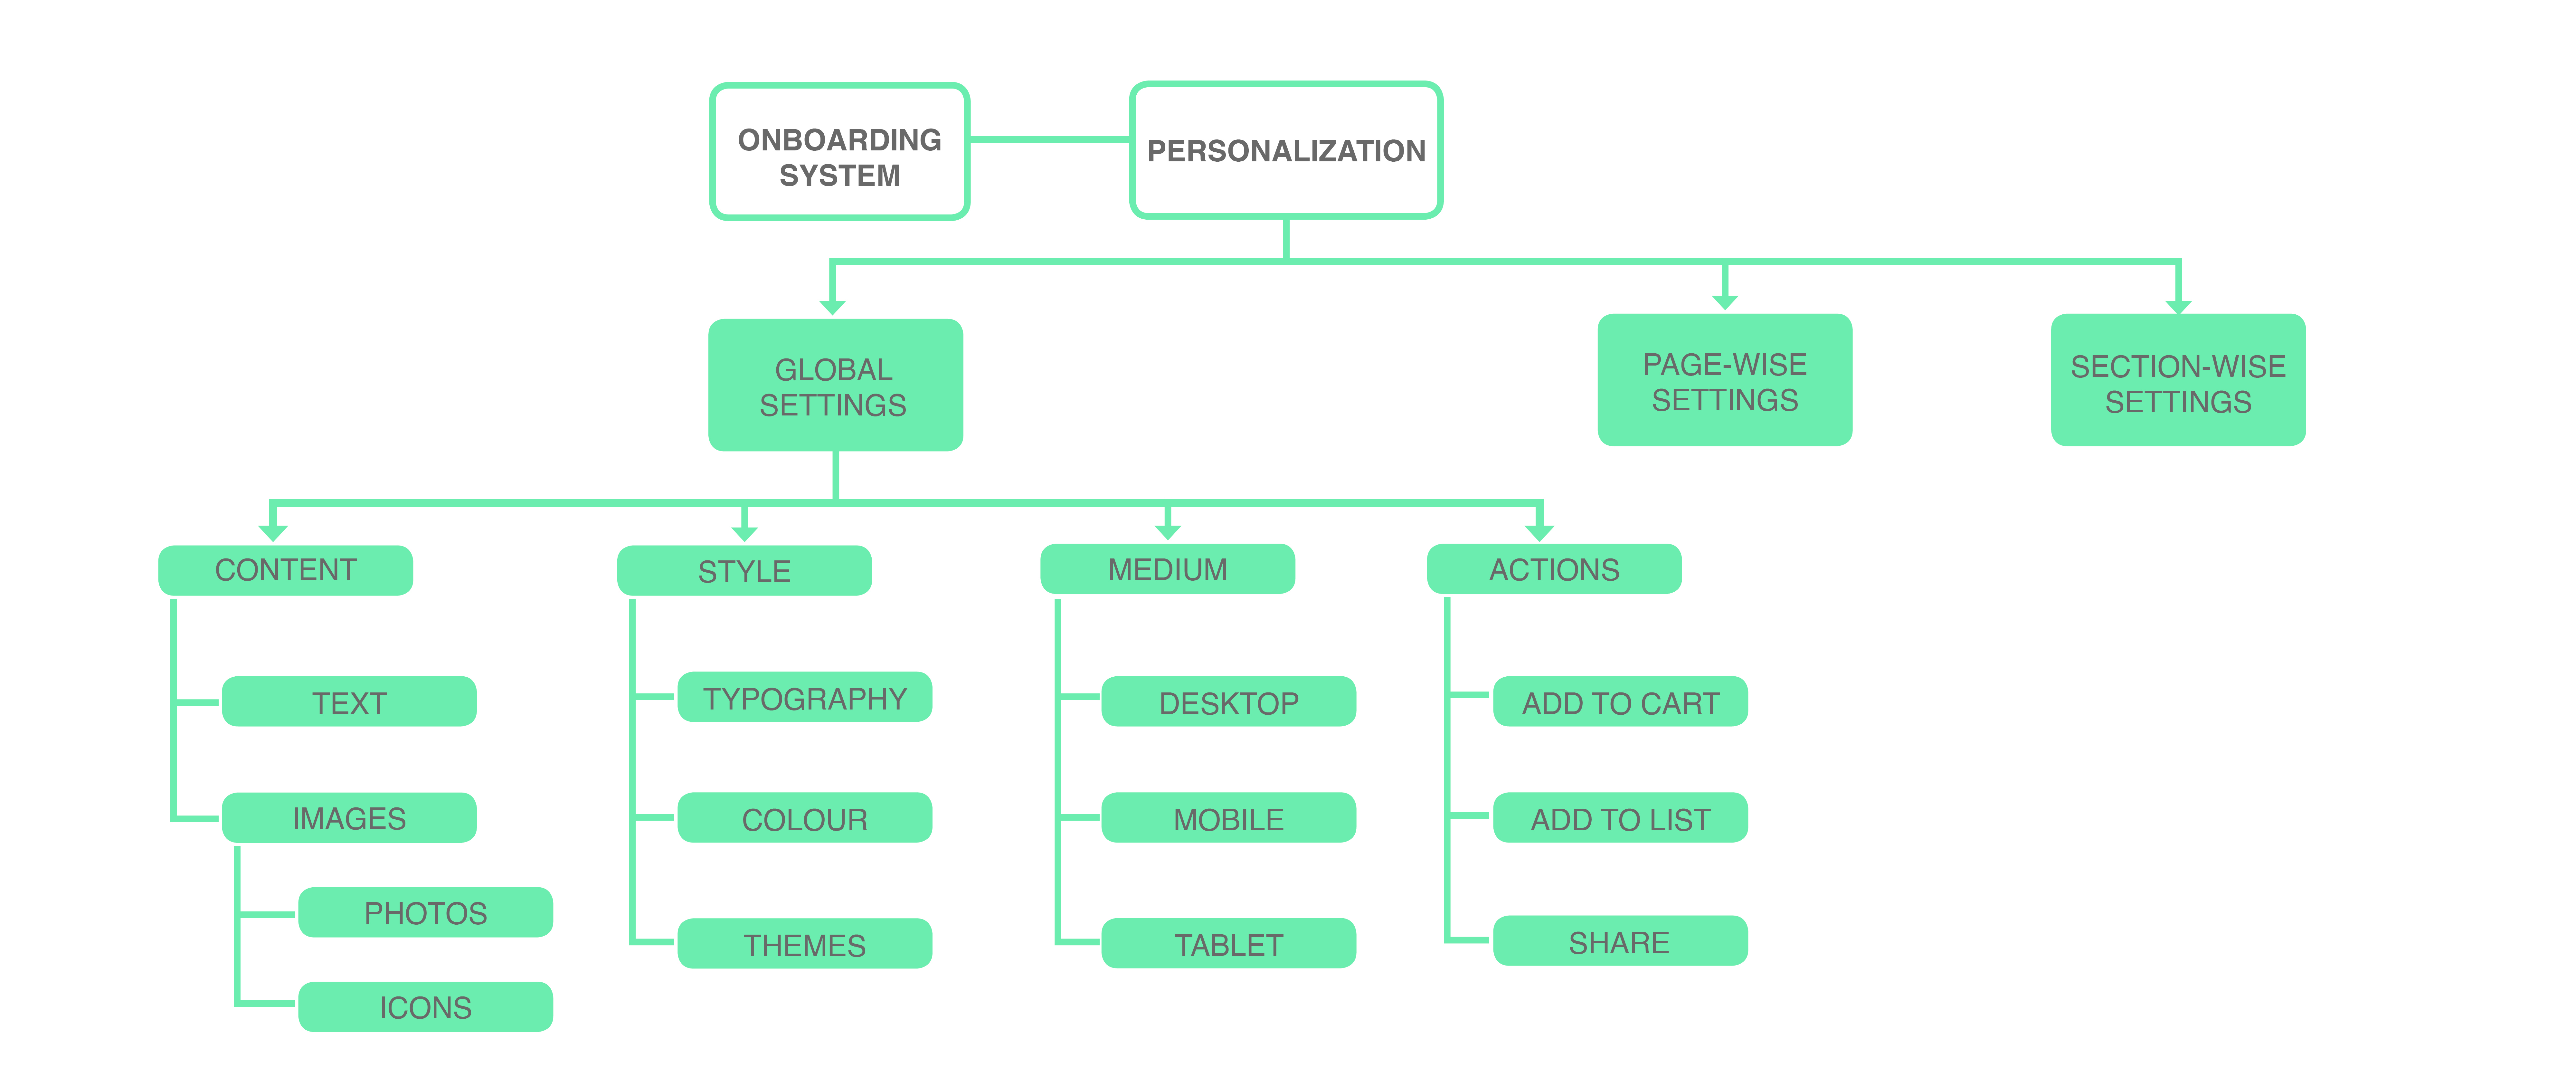 ONBOARDING
SYSTEM
PERSONALIZATION
GLOBAL
SETTINGS
PAGE-WISE
SETTINGS
SECTION-WISE
SETTINGS
CONTENT
STYLE
MEDIUM
ACTIONS
TEXT
TYPOGRAPHY
DESKTOP
ADD TO CART
IMAGES
COLOUR
MOBILE
ADD TO LIST
PHOTOS
THEMES
TABLET
SHARE
ICONS